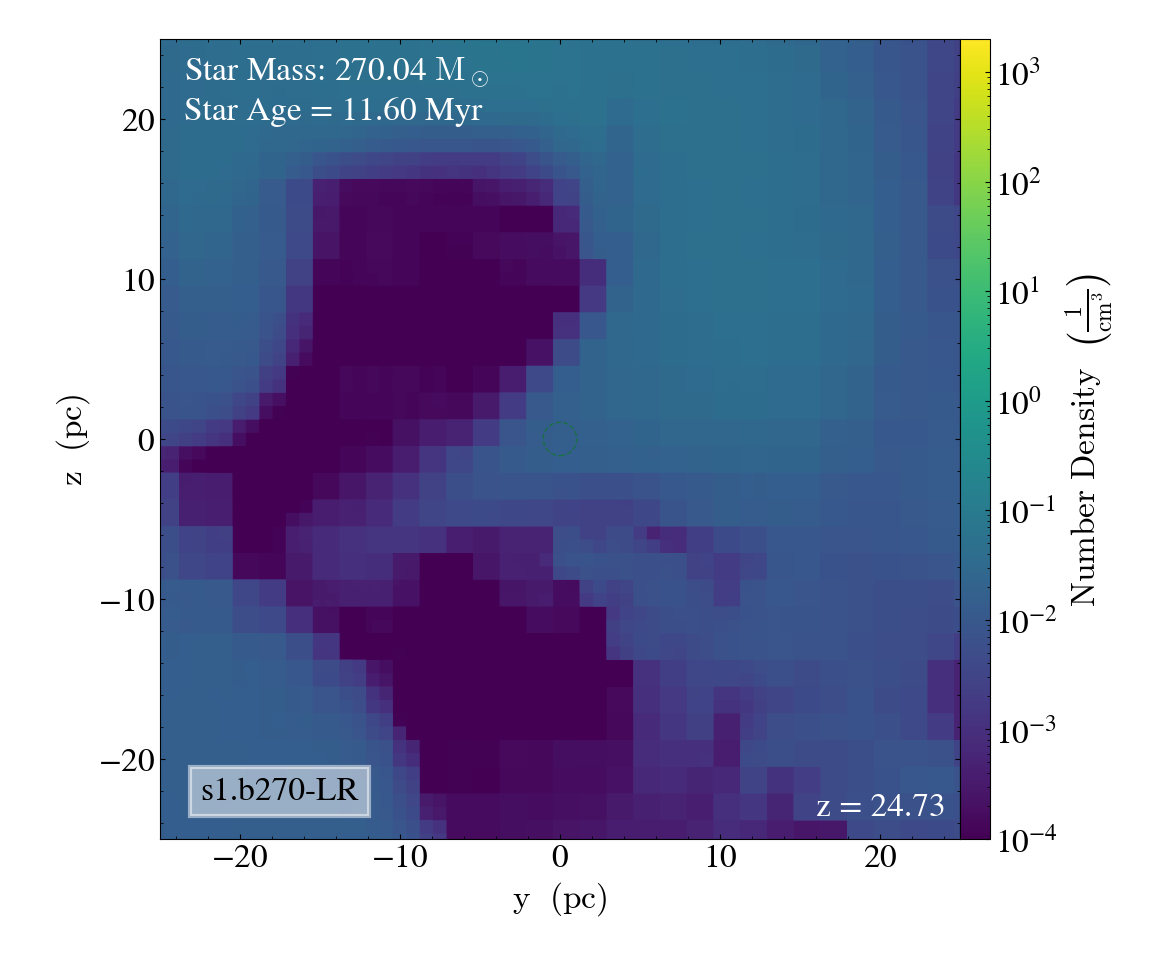 Star Mass: 270.04 M☉
Star Age = 11.60 Myr
20
10
0
−10
−20
z (pc)
s1.b270-LR
z = 24.73
−20
−10
0
10
20
y (pc)
10³
10²
10¹
10⁰
10⁻¹
10⁻²
10⁻³
10⁻⁴
Number Density (1/cm³)